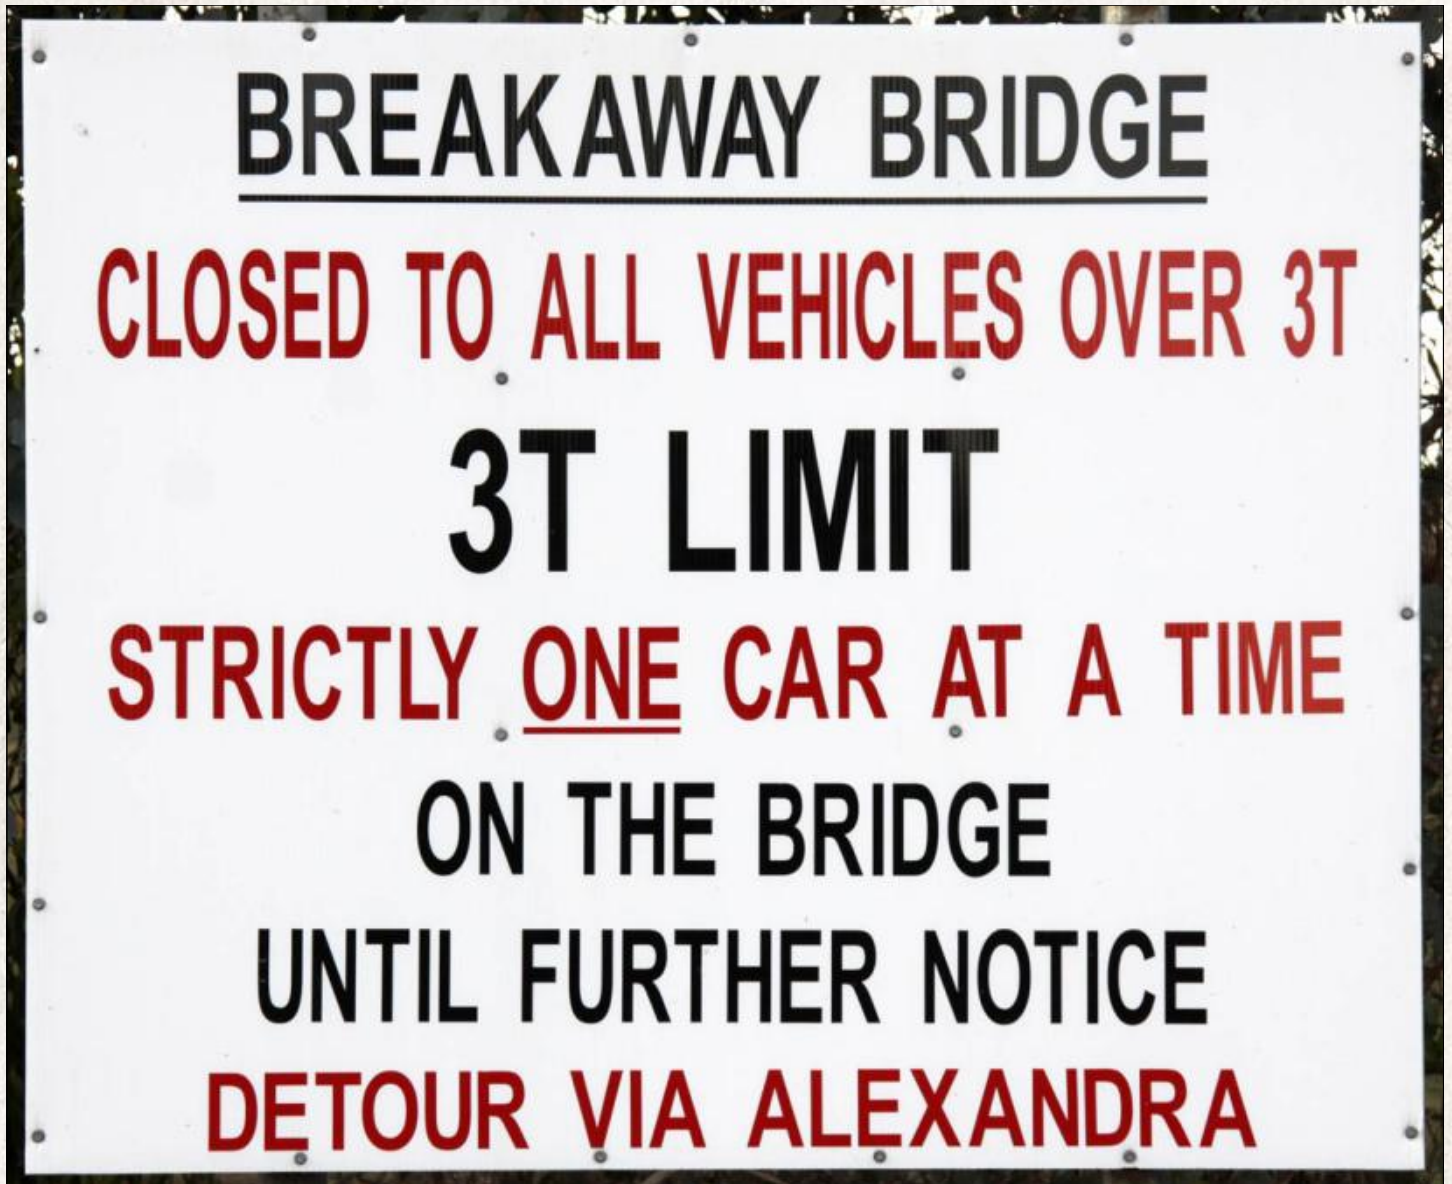 BREAKAWAY BRIDGE
CLOSED TO ALL VEHICLES OVER 3T
3T LIMIT
STRICTLY ONE CAR AT A TIME
ON THE BRIDGE
UNTIL FURTHER NOTICE
DETOUR VIA ALEXANDRA